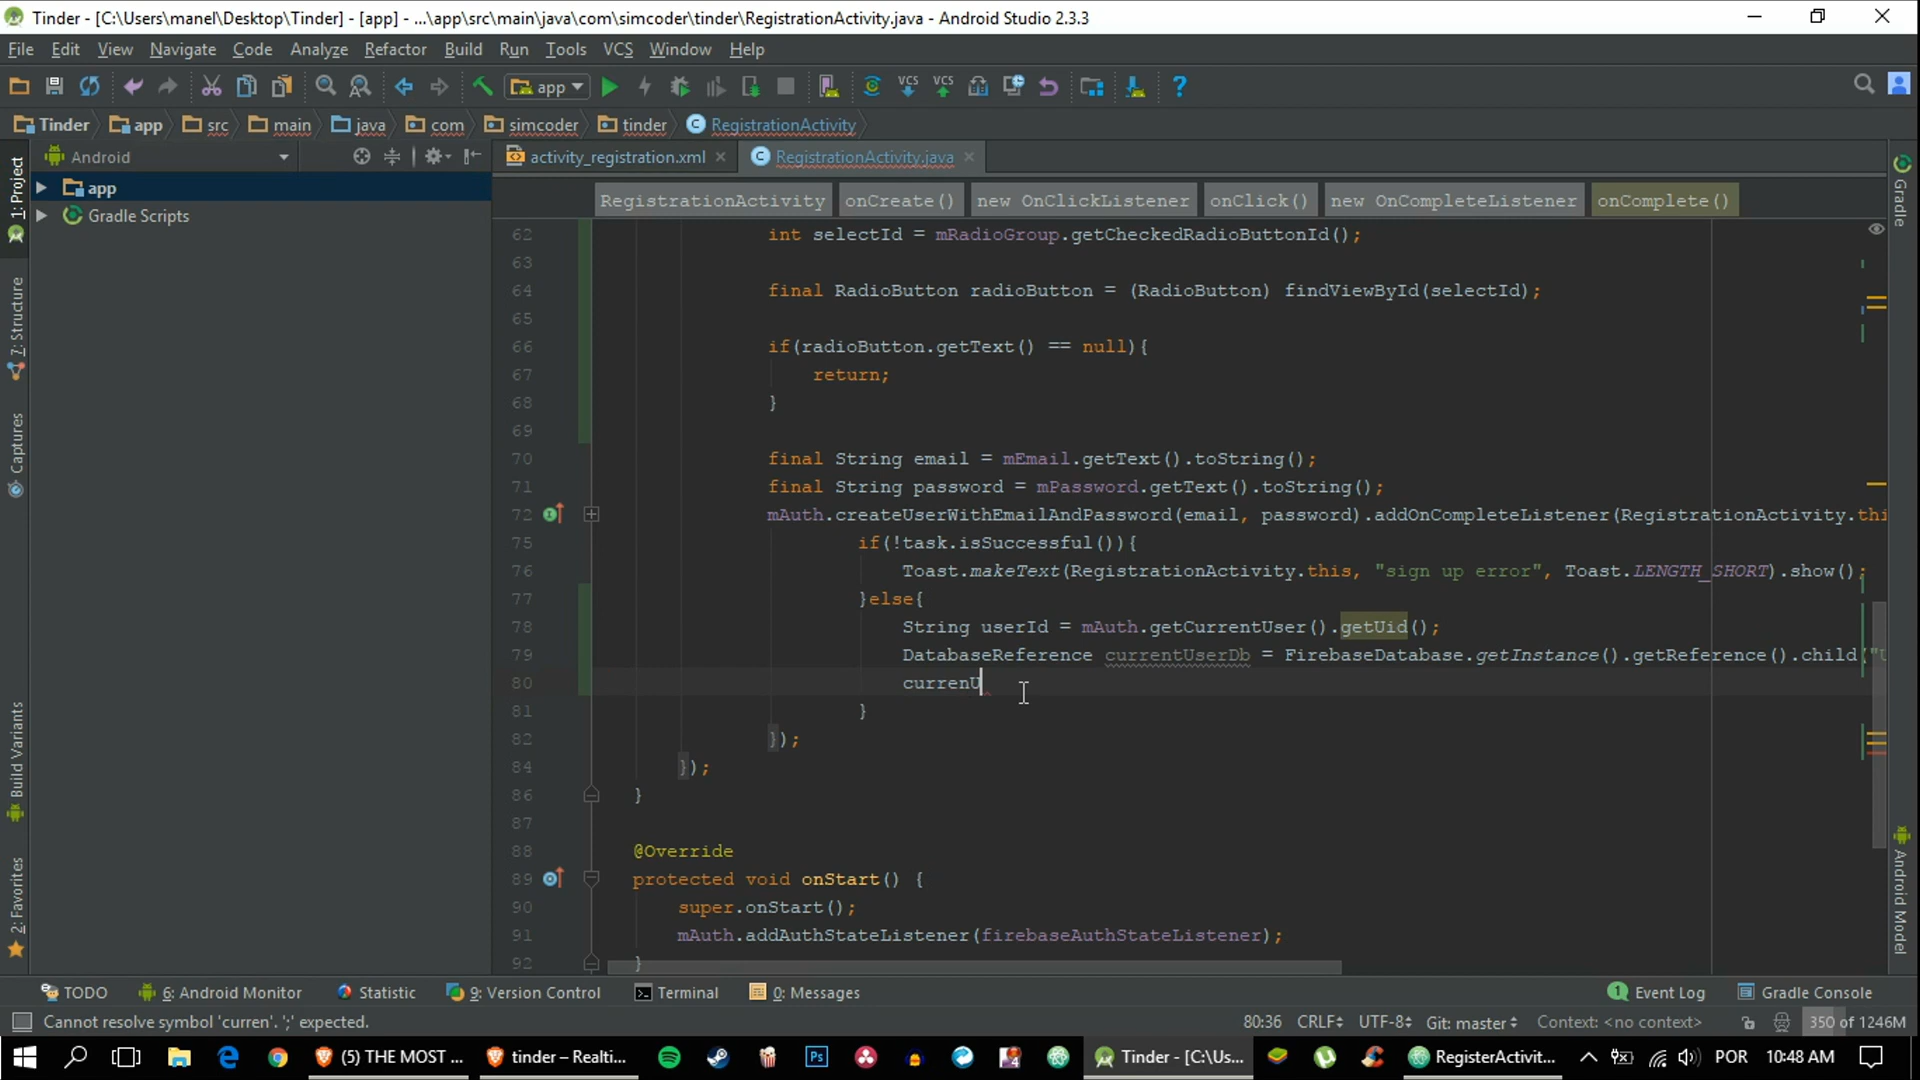 Tinder - [C:\Users\manel\Desktop\Tinder] - [app] - ...\app\src\main\java\com\simcoder\tinder\RegistrationActivity.java - Android Studio 2.3.3
File Edit View Navigate Code Analyze Refactor Build Run Tools VCS Window Help
app VCS VCS ?
Tinder app src main java com simcoder tinder RegistrationActivity
Android activity_registration.xml RegistrationActivity.java
1: Project
7: Structure
Captures
Build Variants
2: Favorites
app
Gradle Scripts
RegistrationActivity onCreate() new OnClickListener onClick() new OnCompleteListener onComplete()
62 int selectId = mRadioGroup.getCheckedRadioButtonId();
63
64 final RadioButton radioButton = (RadioButton) findViewById(selectId);
65
66 if(radioButton.getText() == null){
67 return;
68 }
69
70 final String email = mEmail.getText().toString();
71 final String password = mPassword.getText().toString();
72 mAuth.createUserWithEmailAndPassword(email, password).addOnCompleteListener(RegistrationActivity.thi
75 if(!task.isSuccessful()){
76 Toast.makeText(RegistrationActivity.this, "sign up error", Toast.LENGTH_SHORT).show();
77 }else{
78 String userId = mAuth.getCurrentUser().getUid();
79 DatabaseReference currentUserDb = FirebaseDatabase.getInstance().getReference().child("U
80 currenU
81 }
82 });
84 });
86 }
87
88 @Override
89 protected void onStart() {
90 super.onStart();
91 mAuth.addAuthStateListener(firebaseAuthStateListener);
92 }
Gradle
Android Model
TODO 6: Android Monitor Statistic 9: Version Control Terminal 0: Messages 1 Event Log Gradle Console
Cannot resolve symbol 'curren'. ';' expected. 80:36 CRLF UTF-8 Git: master Context: <no context> 350 of 1246M
(5) THE MOST ... tinder – Realti... Ps Tinder - [C:\Us... RegisterActivit... POR 10:48 AM